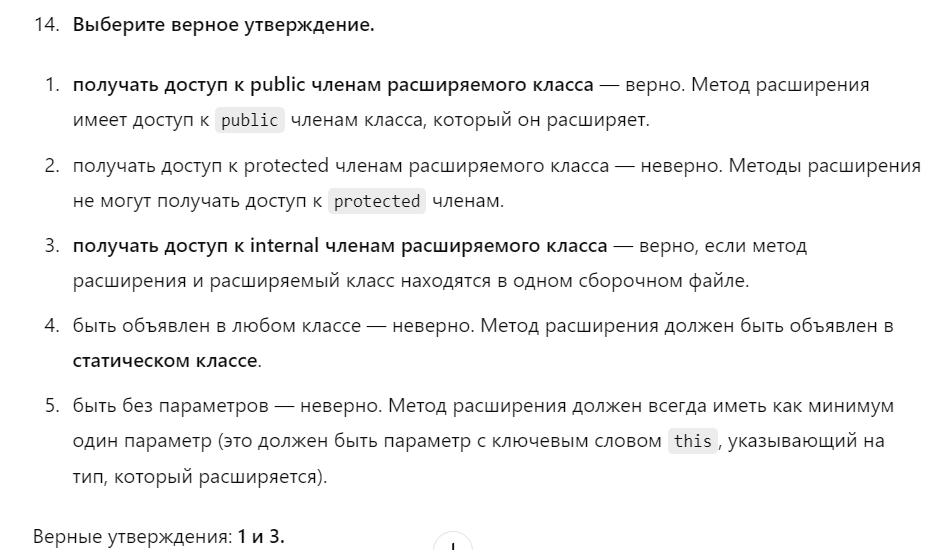 14. Выберите верное утверждение.
1. получать доступ к public членам расширяемого класса — верно. Метод расширения
имеет доступ к public членам класса, который он расширяет.
2. получать доступ к protected членам расширяемого класса — неверно. Методы расширения
не могут получать доступ к protected членам.
3. получать доступ к internal членам расширяемого класса — верно, если метод
расширения и расширяемый класс находятся в одном сборочном файле.
4. быть объявлен в любом классе — неверно. Метод расширения должен быть объявлен в
статическом классе.
5. быть без параметров — неверно. Метод расширения должен всегда иметь как минимум
один параметр (это должен быть параметр с ключевым словом this, указывающий на
тип, который расширяется).
Верные утверждения: 1 и 3.